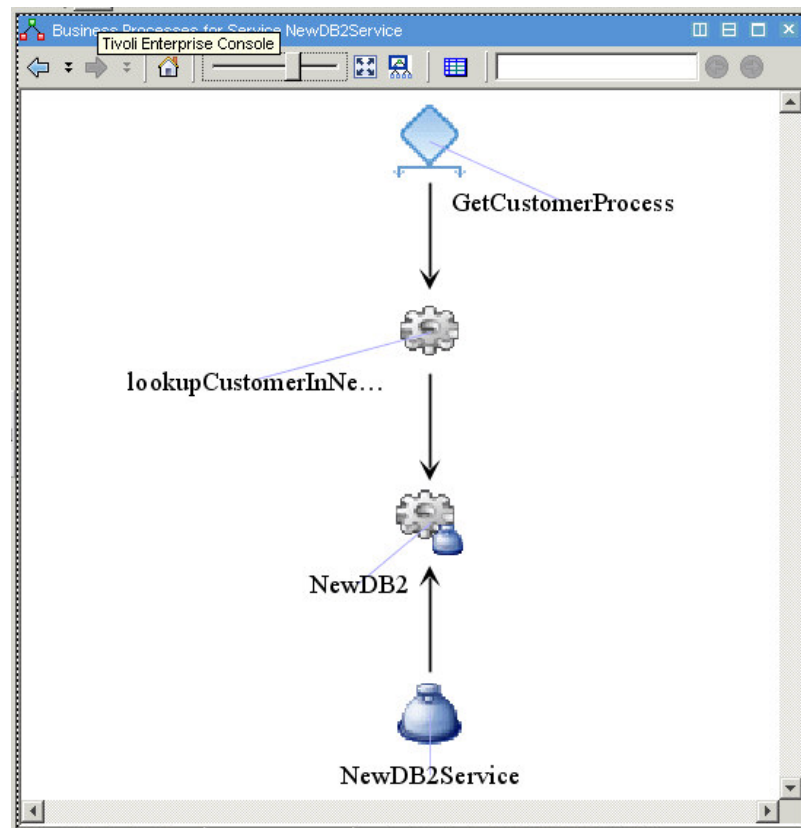 Business Processes for Service NewDB2Service
Tivoli Enterprise Console
GetCustomerProcess
lookupCustomerInNe...
NewDB2
NewDB2Service